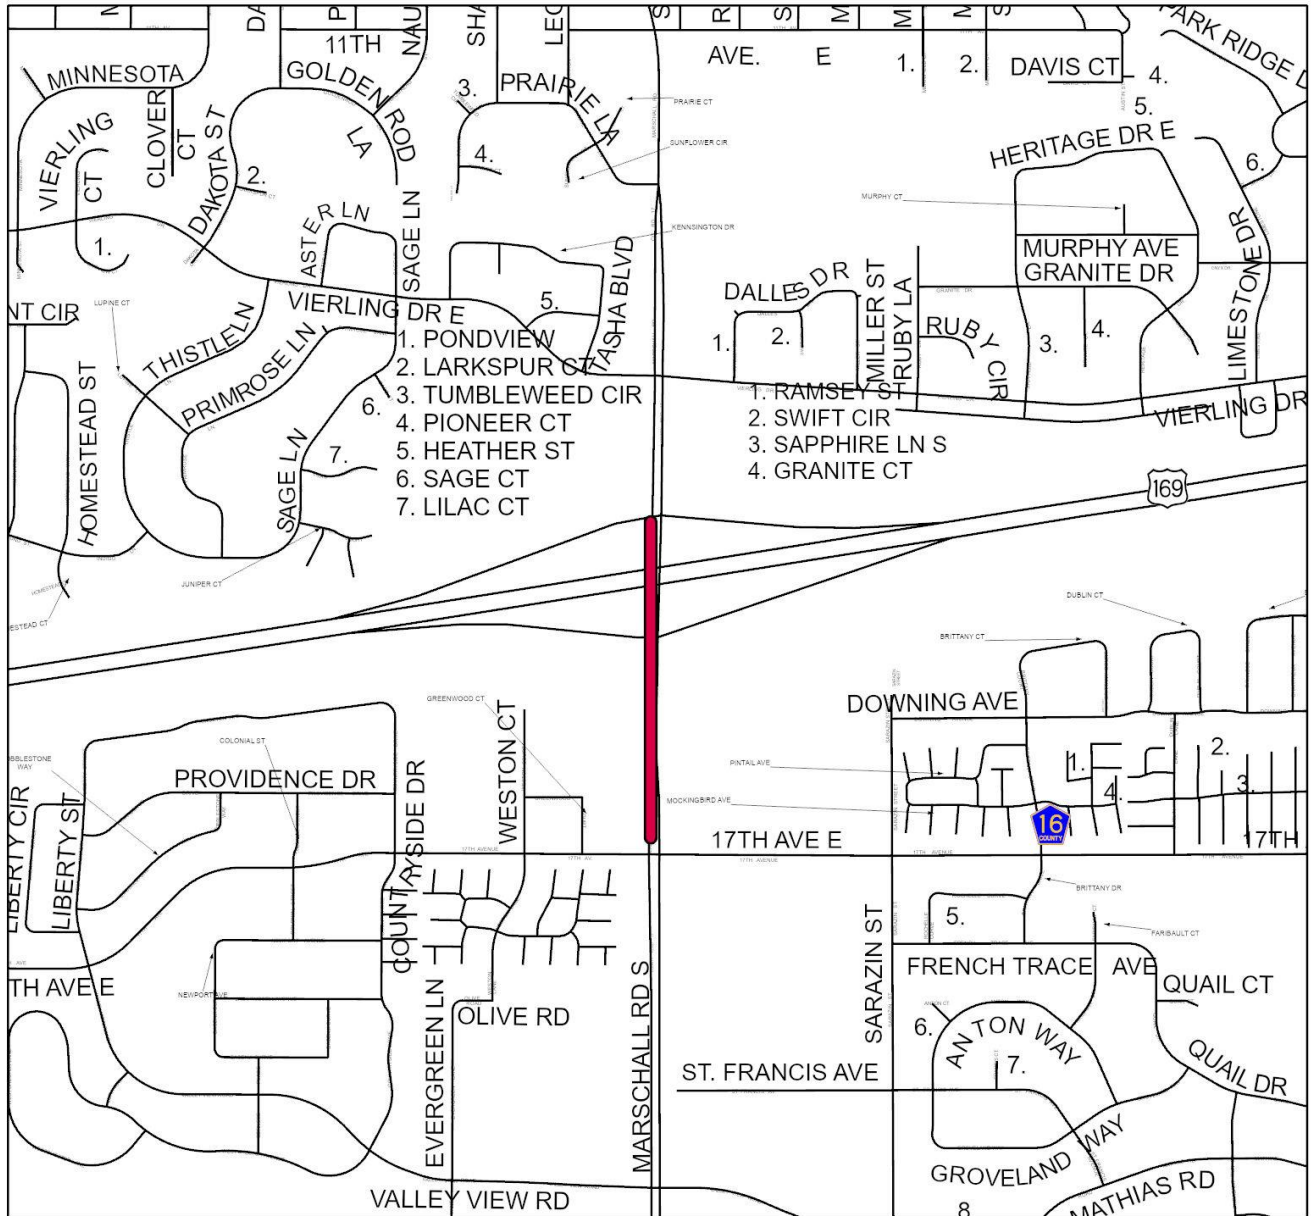 11TH
AVE. E
1.
2.
DAVIS CT
4.
5.
PARK RIDGE
MINNESOTA
GOLDEN ROD LA
3.
PRAIRIE LA
PRAIRIE CT
SUNFLOWER CIR
VIERLING CT
CLOVER CT
DAKOTA ST
2.
4.
HERITAGE DR E
6.
1.
ASTER LN
SAGE LN
KENNSINGTON DR
TASHA BLVD
MURPHY CT
MURPHY AVE
GRANITE DR
LIMESTONE DR
LUPINE CT
NT CIR
VIERLING DR E
5.
DALLES DR
1.
2.
MILLER ST
RUBY LA
RUBY CIR
3.
4.
THISTLE LN
PRIMROSE LN
HOMESTEAD ST
SAGE LN
6.
7.
1. PONDVIEW
2. LARKSPUR CT
3. TUMBLEWEED CIR
4. PIONEER CT
5. HEATHER ST
6. SAGE CT
7. LILAC CT
1. RAMSEY ST
2. SWIFT CIR
3. SAPPHIRE LN S
4. GRANITE CT
VIERLING DR
169
JUNIPER CT
ESTEAD CT
DUBLIN CT
BRITTANY CT
GREENWOOD CT
DOWNING AVE
COLONIAL ST
BBLESTONE
WAY
PROVIDENCE DR
LIBERTY CIR
LIBERTY ST
COUNTRYSIDE DR
WESTON CT
PINTAIL AVE
MOCKINGBIRD AVE
1.
2.
3.
4.
16
COUNTY
17TH AVE E
17TH
17TH AVENUE
BRITTANY DR
5.
FARIBAULT CT
SARAZIN ST
FRENCH TRACE AVE
QUAIL CT
TH AVE E
NEWPORT AVE
EVERGREEN LN
OLIVE RD
MARSCHALL RD S
6.
ANTON WAY
7.
ST. FRANCIS AVE
QUAIL DR
GROVELAND WAY
VALLEY VIEW RD
8
MATHIAS RD